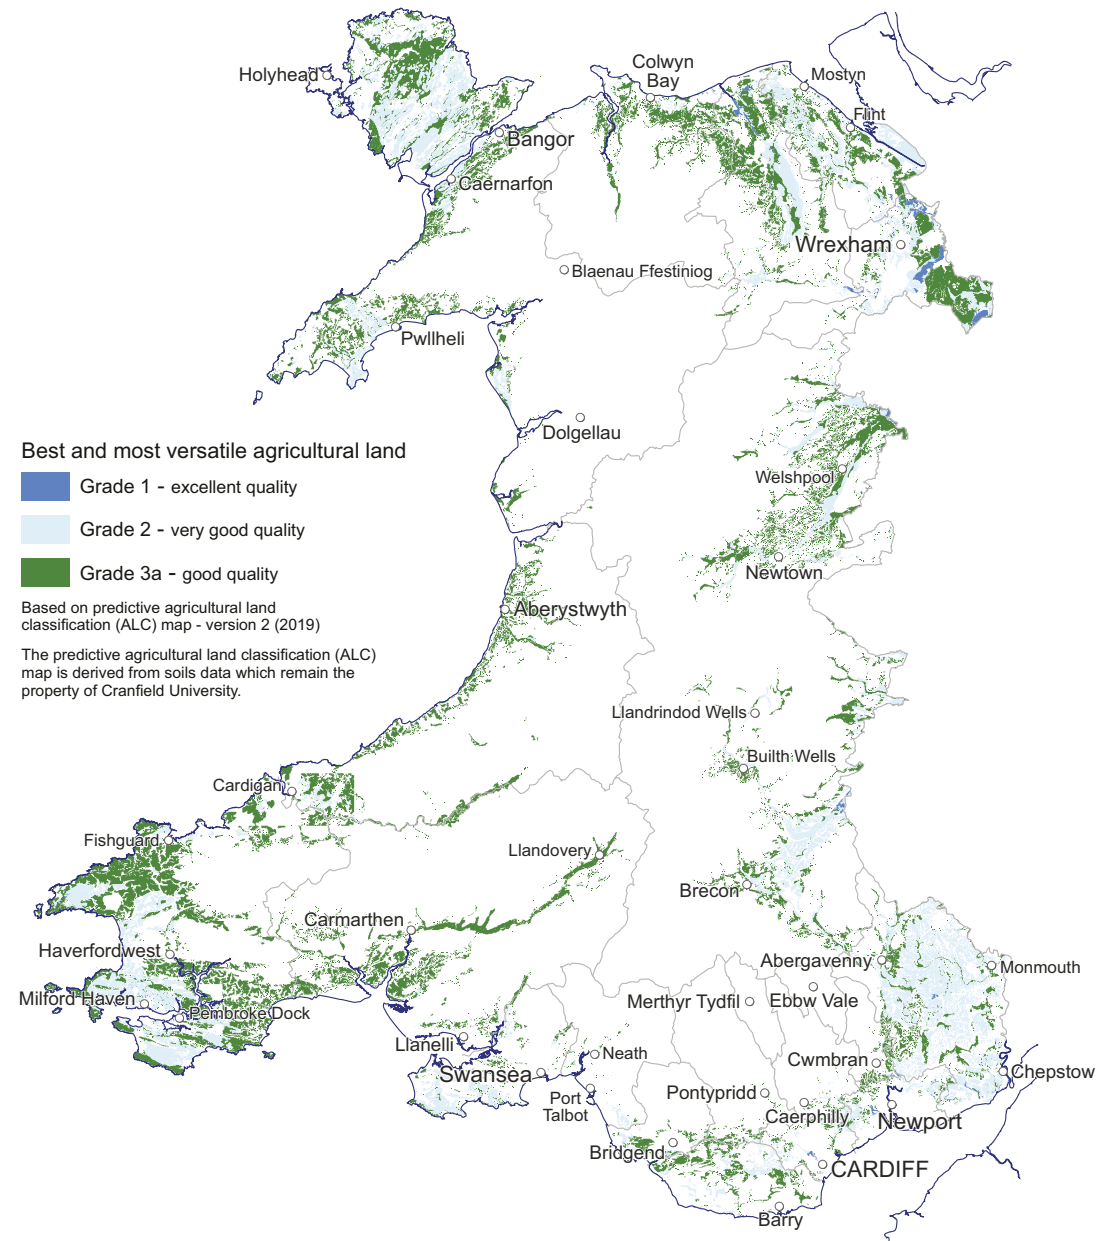 Colwyn
Bay
Mostyn
Holyhead
Flint
Bangor
Caernarfon
Wrexham
Blaenau Ffestiniog
Pwllheli
Dolgellau
Best and most versatile agricultural land
Grade 1 - excellent quality
Welshpool
Grade 2 - very good quality
Grade 3a - good quality
Newtown
Based on predictive agricultural land
classification (ALC) map - version 2 (2019)
Aberystwyth
The predictive agricultural land classification (ALC)
map is derived from soils data which remain the
property of Cranfield University.
Llandrindod Wells
Builth Wells
Cardigan
Fishguard
Llandovery
Brecon
Carmarthen
Haverfordwest
Abergavenny
Monmouth
Milford Haven
Merthyr Tydfil
Ebbw Vale
Pembroke Dock
Llanelli
Neath
Cwmbran
Swansea
Chepstow
Pontypridd
Port
Talbot
Caerphilly
Newport
Bridgend
CARDIFF
Barry